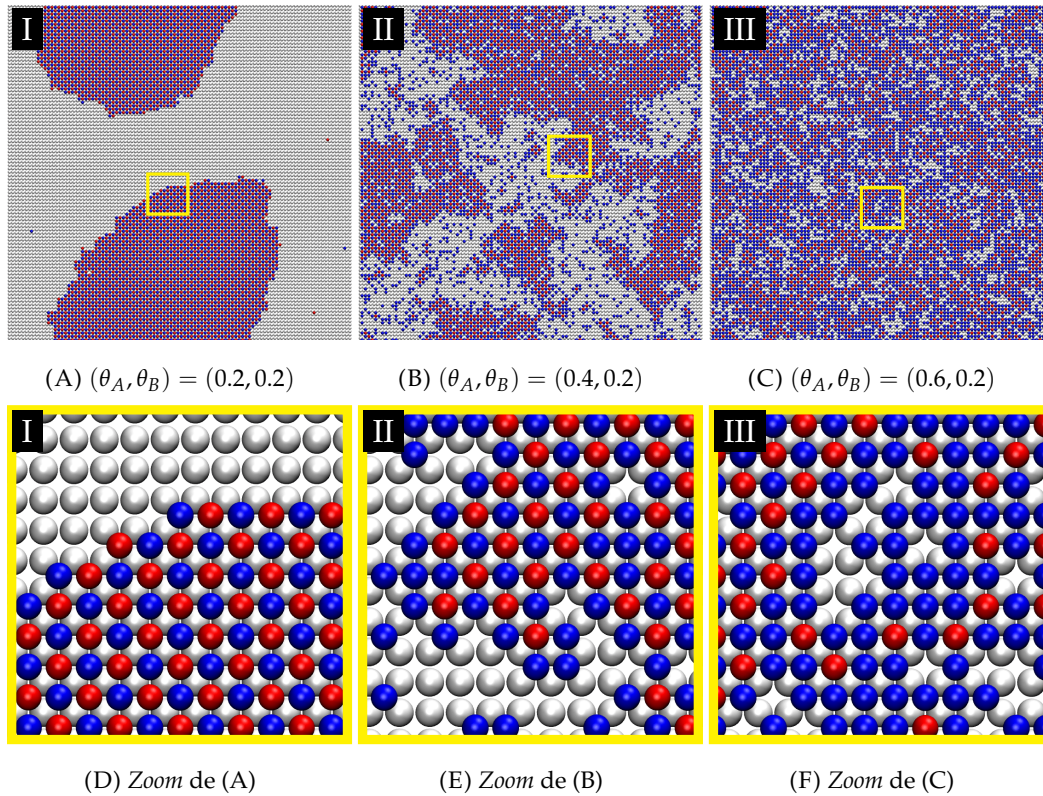 I II III
(A) (θ_A, θ_B) = (0.2, 0.2) (B) (θ_A, θ_B) = (0.4, 0.2) (C) (θ_A, θ_B) = (0.6, 0.2)
I II III
(D) Zoom de (A) (E) Zoom de (B) (F) Zoom de (C)